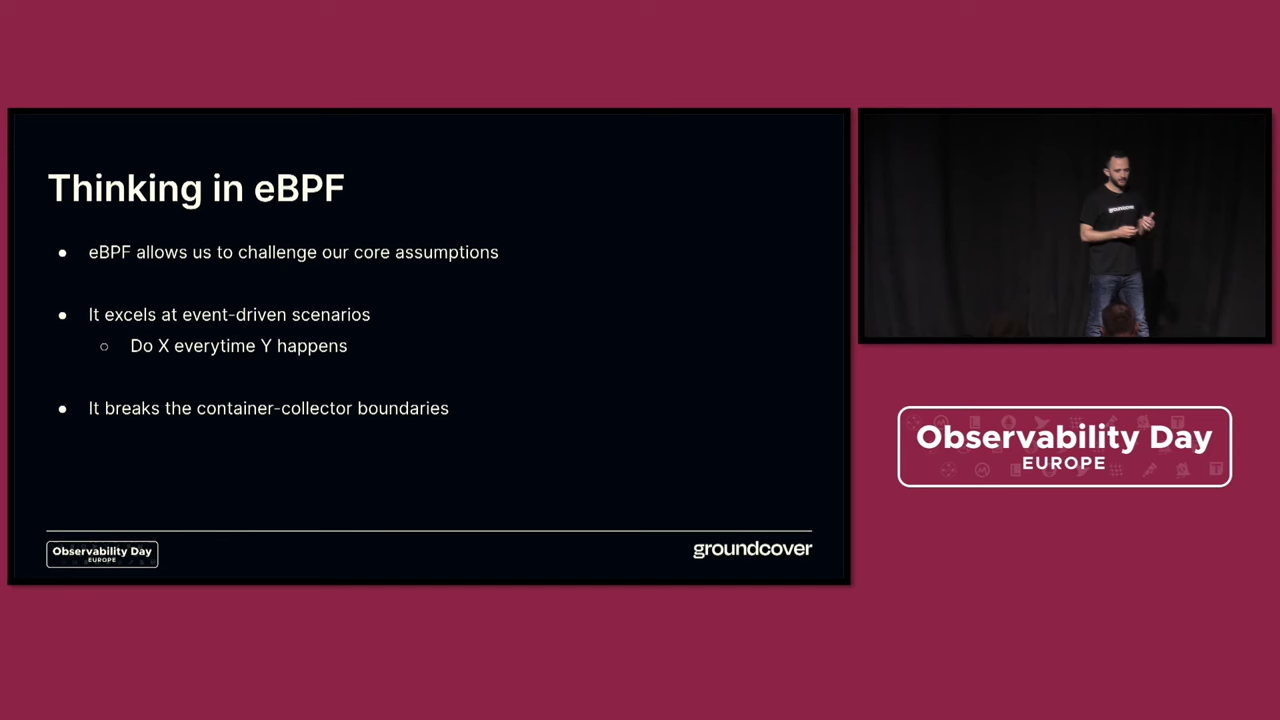 Thinking in eBPF
● eBPF allows us to challenge our core assumptions
● It excels at event-driven scenarios
○ Do X everytime Y happens
● It breaks the container-collector boundaries
Observability Day
EUROPE
groundcover
Observability Day
EUROPE